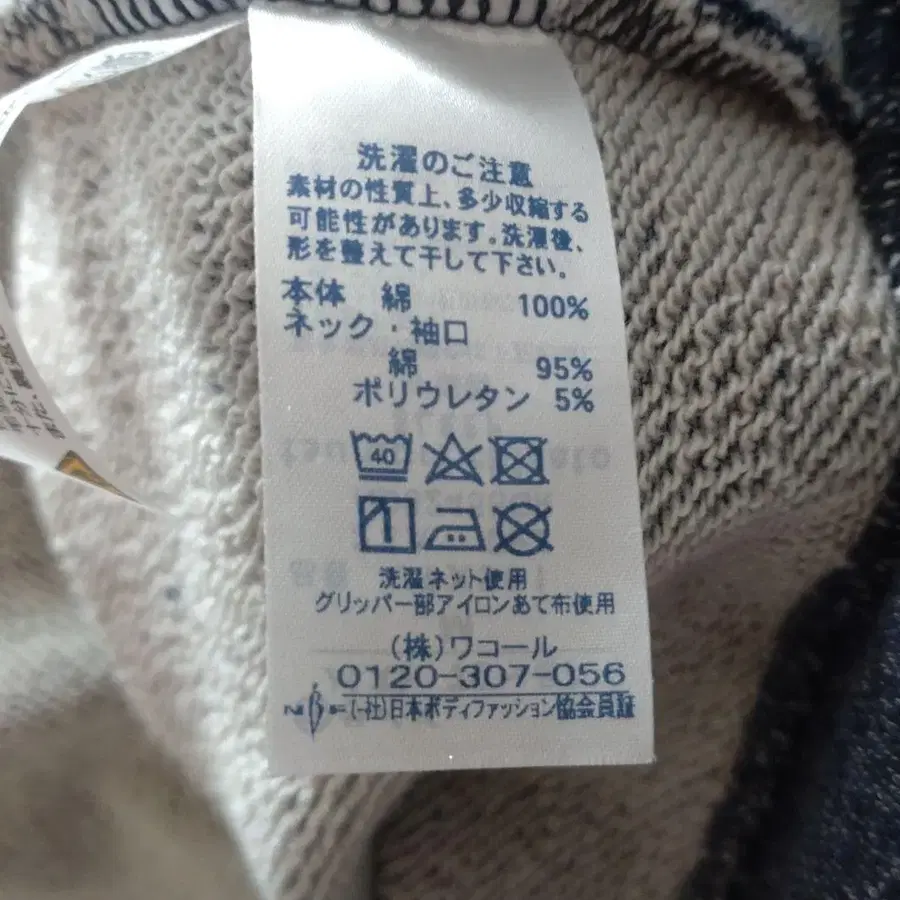 洗濯のご注意
素材の性質上、多少収縮する
可能性があります。洗濯後、
形を整えて干して下さい。
本体 綿 100%
ネック・袖口
綿 95%
ポリウレタン 5%
40
洗濯ネット使用
グリッパー部アイロンあて布使用
(株)ワコール
0120-307-056
(一社)日本ボディファッション協会会員証